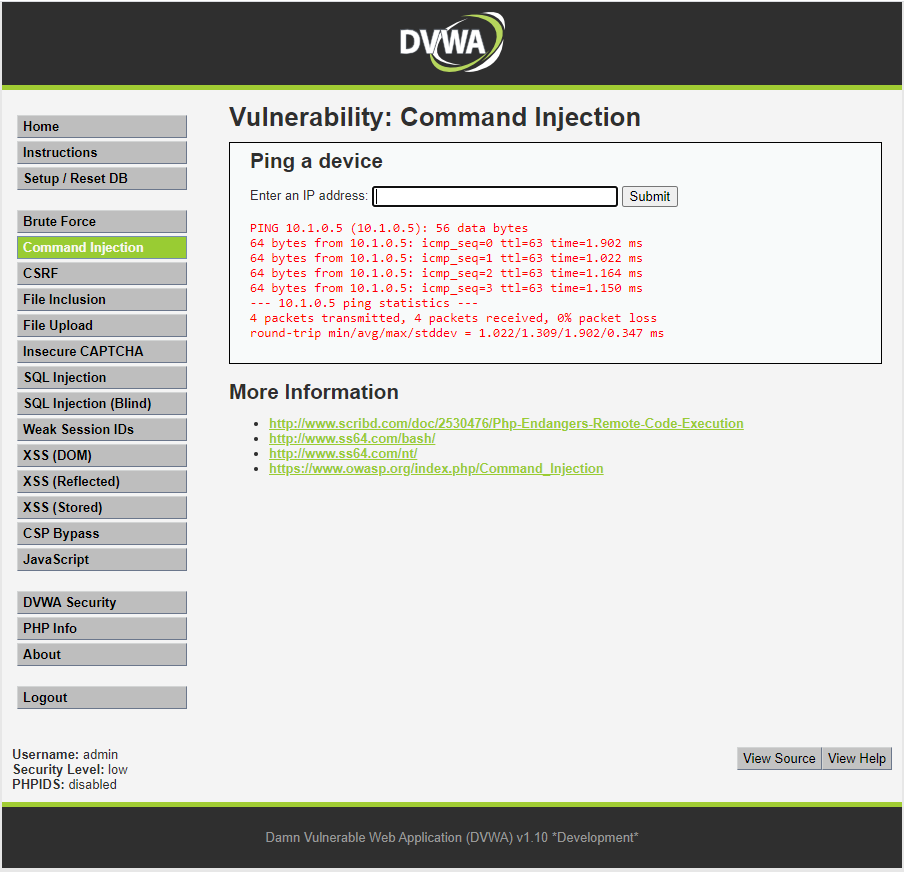 DVWA
Home
Instructions
Setup / Reset DB
Brute Force
Command Injection
CSRF
File Inclusion
File Upload
Insecure CAPTCHA
SQL Injection
SQL Injection (Blind)
Weak Session IDs
XSS (DOM)
XSS (Reflected)
XSS (Stored)
CSP Bypass
JavaScript
DVWA Security
PHP Info
About
Logout
Vulnerability: Command Injection
Ping a device
Enter an IP address: Submit
PING 10.1.0.5 (10.1.0.5): 56 data bytes
64 bytes from 10.1.0.5: icmp_seq=0 ttl=63 time=1.902 ms
64 bytes from 10.1.0.5: icmp_seq=1 ttl=63 time=1.022 ms
64 bytes from 10.1.0.5: icmp_seq=2 ttl=63 time=1.164 ms
64 bytes from 10.1.0.5: icmp_seq=3 ttl=63 time=1.150 ms
--- 10.1.0.5 ping statistics ---
4 packets transmitted, 4 packets received, 0% packet loss
round-trip min/avg/max/stddev = 1.022/1.309/1.902/0.347 ms
More Information
http://www.scribd.com/doc/2530476/Php-Endangers-Remote-Code-Execution
http://www.ss64.com/bash/
http://www.ss64.com/nt/
https://www.owasp.org/index.php/Command_Injection
Username: admin
Security Level: low
PHPIDS: disabled
View Source View Help
Damn Vulnerable Web Application (DVWA) v1.10 *Development*